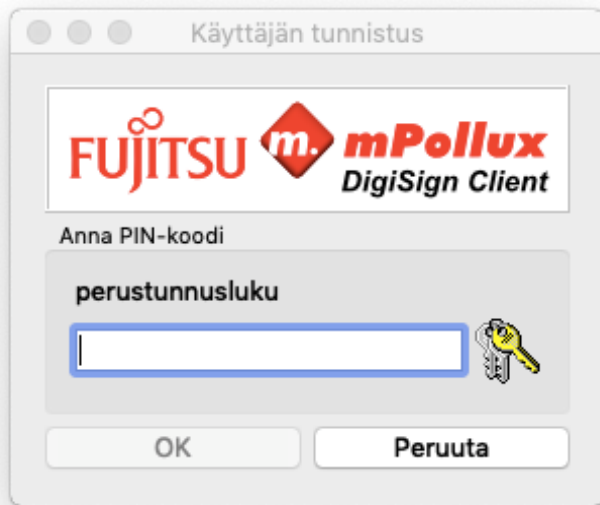 Käyttäjän tunnistus
FUJITSU m. mPollux
DigiSign Client
Anna PIN-koodi
perustunnusluku
OK Peruuta